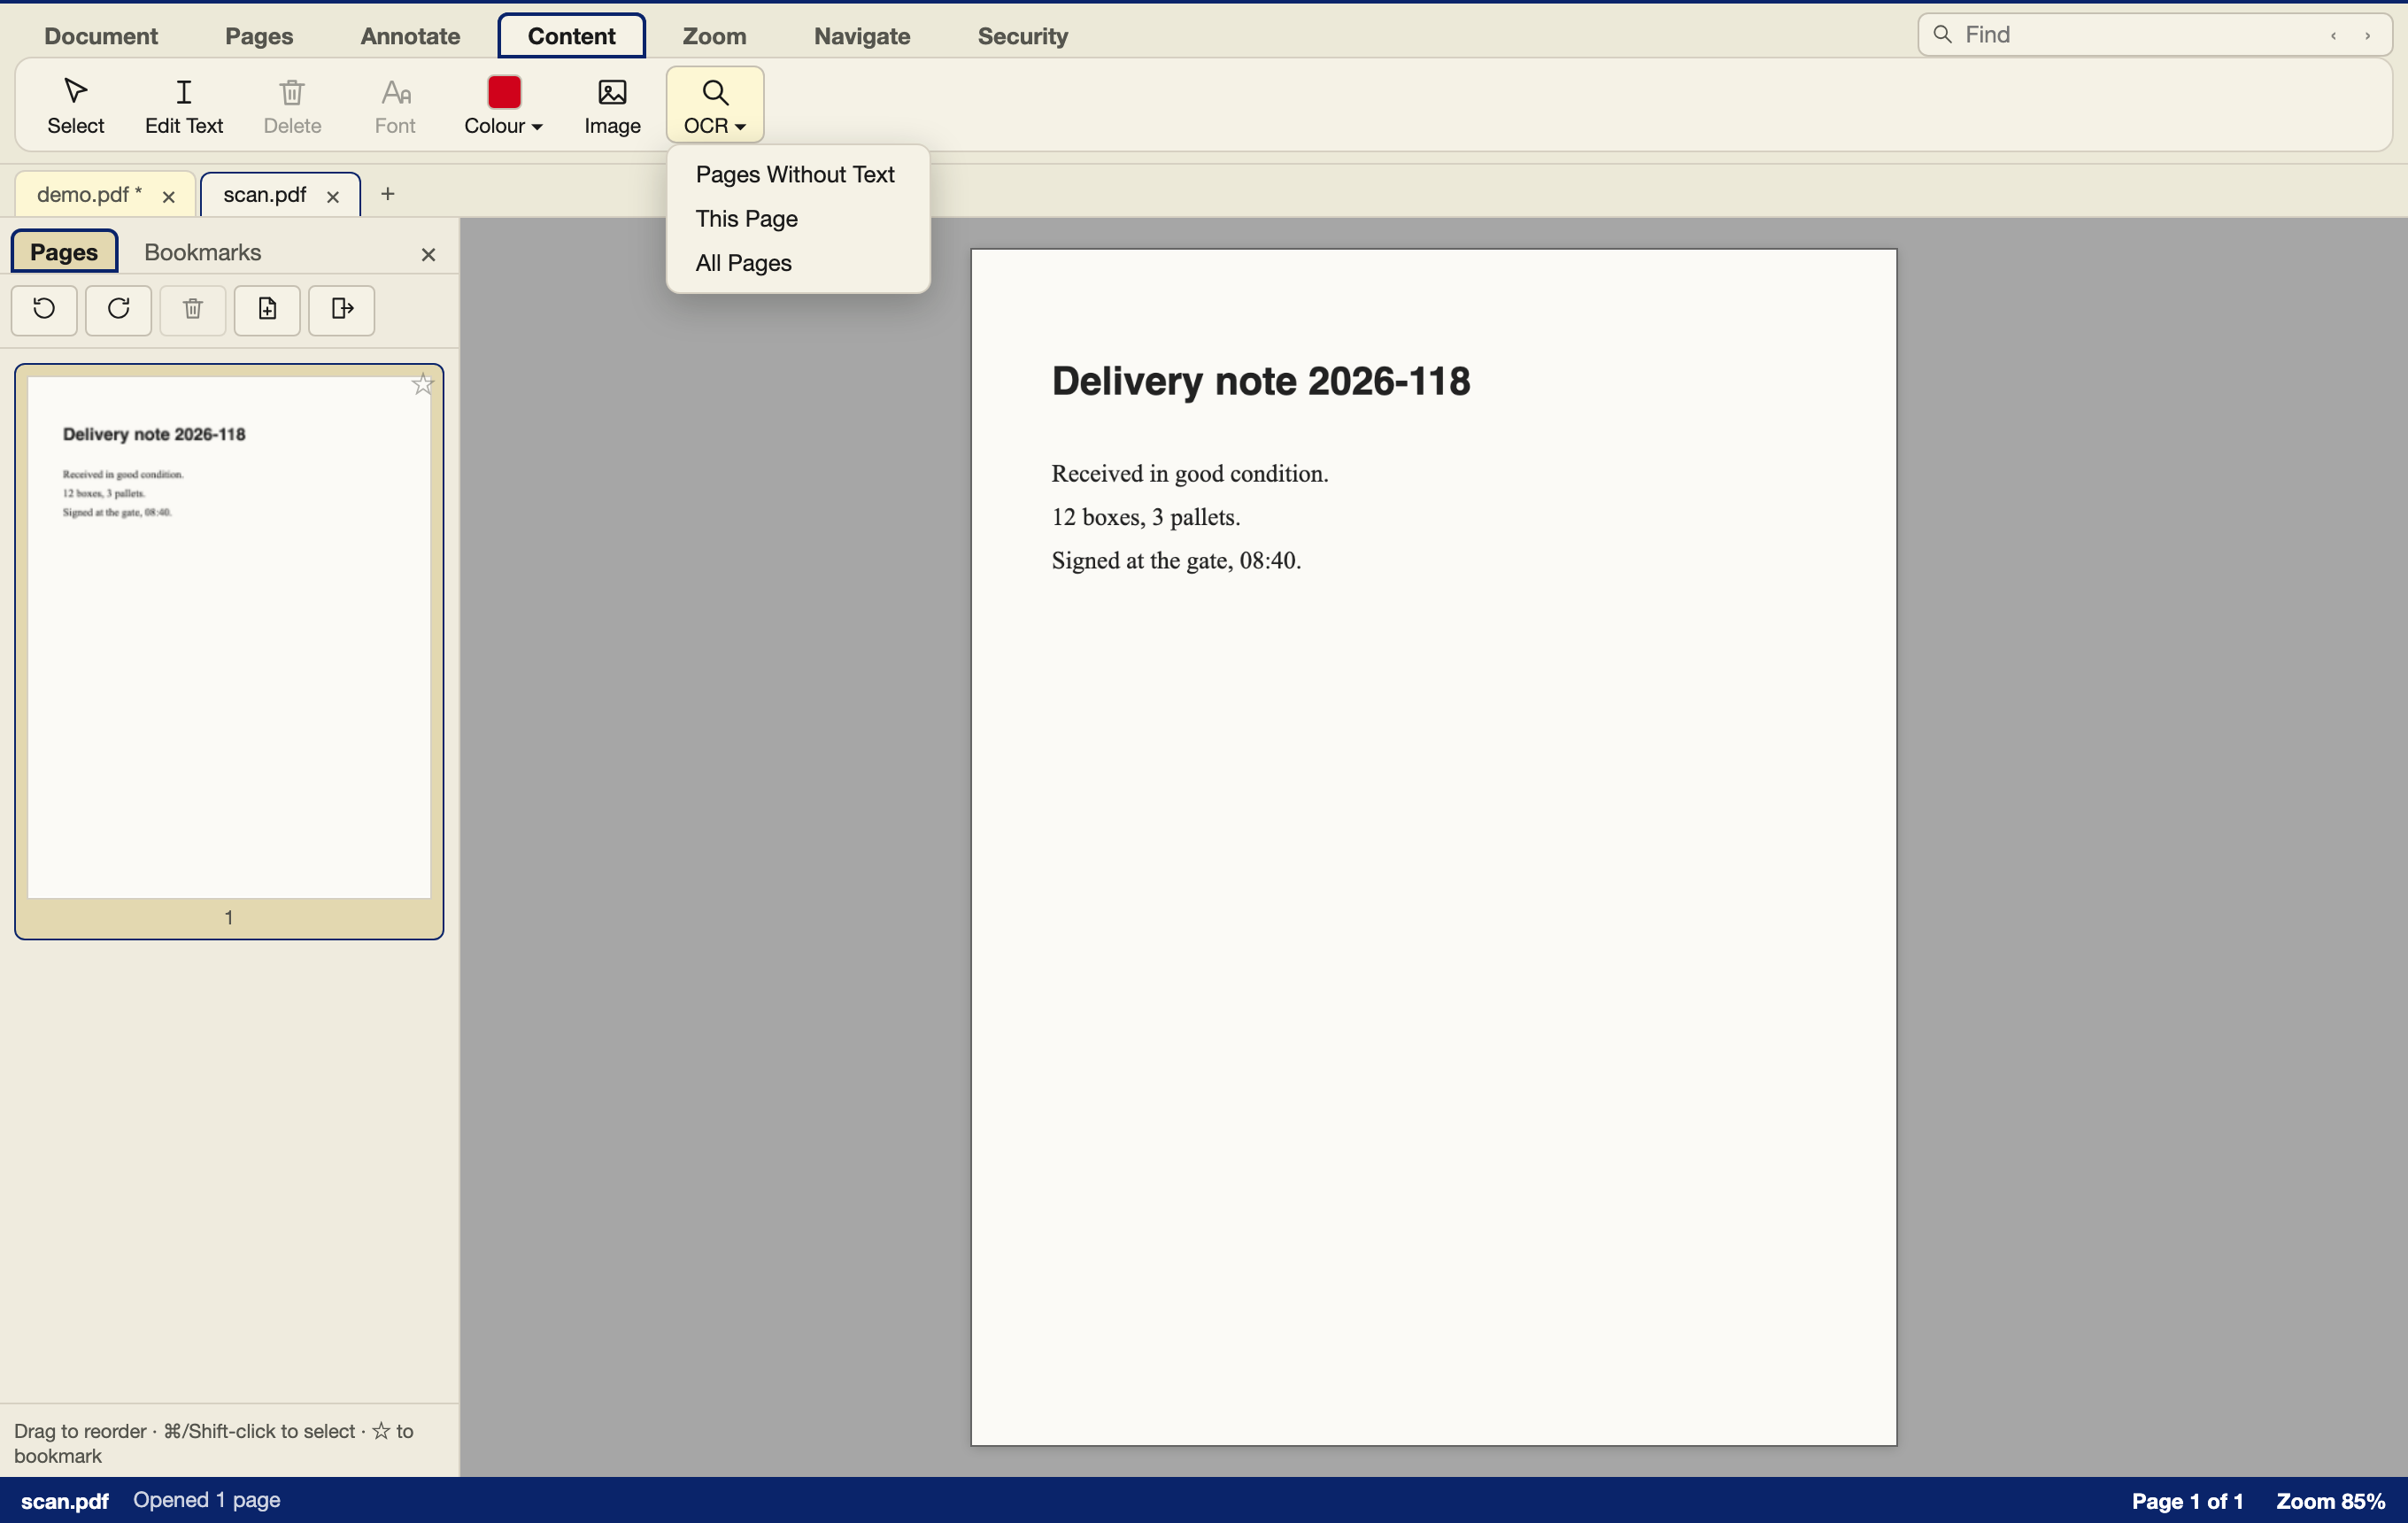 Document Pages Annotate Content Zoom Navigate Security Find
Select Edit Text Delete Font Colour Image OCR
Pages Without Text
This Page
All Pages
demo.pdf * scan.pdf +
Pages Bookmarks
Delivery note 2026-118
Received in good condition.
12 boxes, 3 pallets.
Signed at the gate, 08:40.
1
Drag to reorder · ⌘/Shift-click to select · ☆ to
bookmark
Delivery note 2026-118
Received in good condition.
12 boxes, 3 pallets.
Signed at the gate, 08:40.
scan.pdf Opened 1 page Page 1 of 1 Zoom 85%